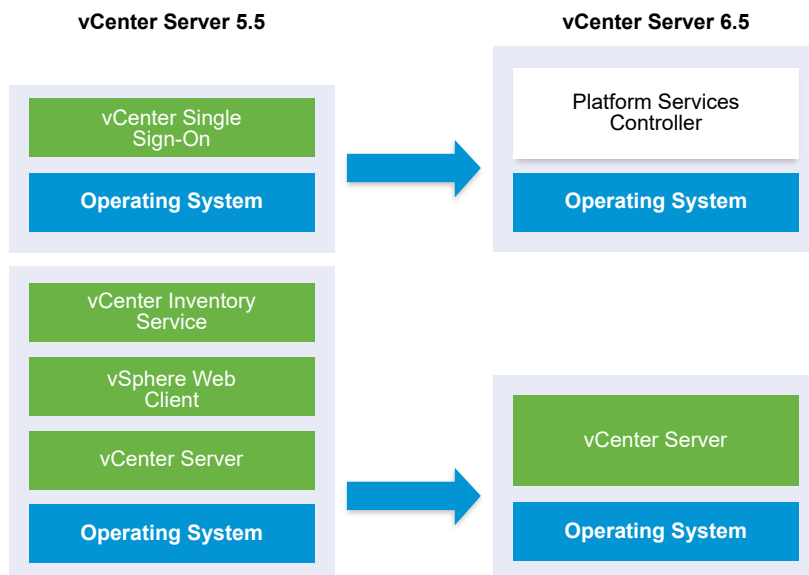 vCenter Server 5.5
vCenter Server 6.5
vCenter Single
Sign-On
Operating System
Platform Services
Controller
Operating System
vCenter Inventory
Service
vSphere Web
Client
vCenter Server
Operating System
vCenter Server
Operating System